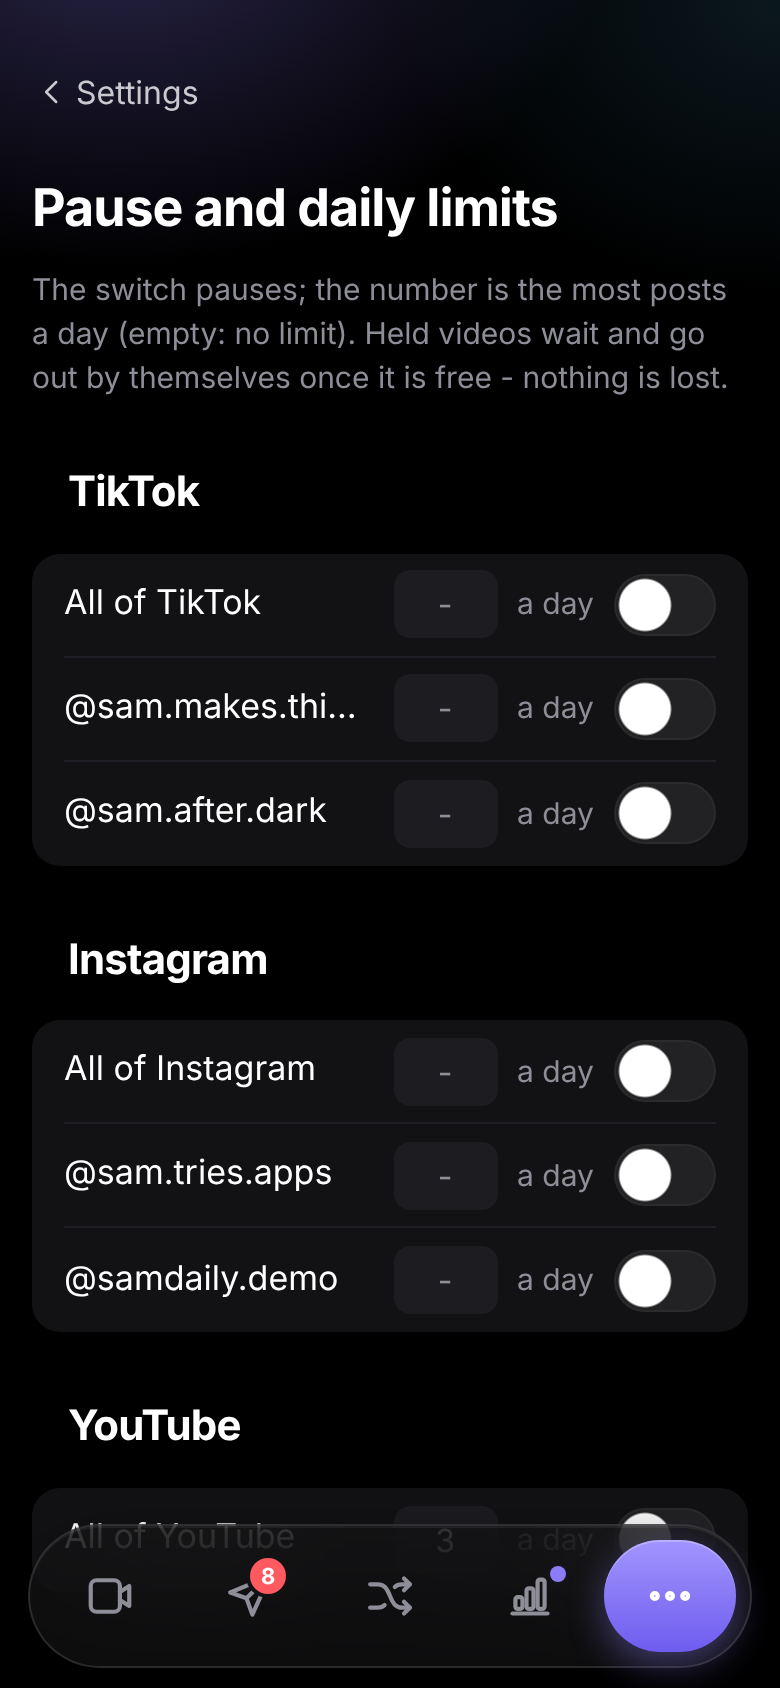 Settings
Pause and daily limits
The switch pauses; the number is the most posts
a day (empty: no limit). Held videos wait and go
out by themselves once it is free - nothing is lost.
TikTok
All of TikTok - a day
@sam.makes.thi... - a day
@sam.after.dark - a day
Instagram
All of Instagram - a day
@sam.tries.apps - a day
@samdaily.demo - a day
YouTube
All of YouTube 3 a day
8